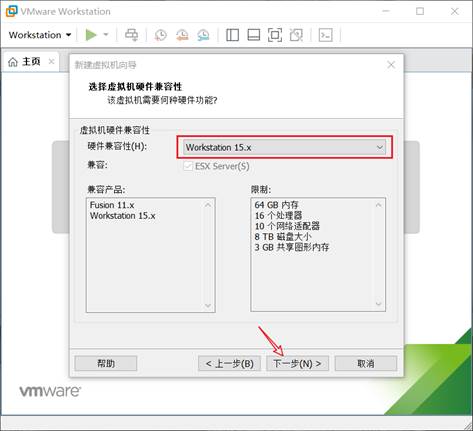 VMware Workstation
Workstation
主页
新建虚拟机向导
选择虚拟机硬件兼容性
该虚拟机需要何种硬件功能?
虚拟机硬件兼容性
硬件兼容性(H):
Workstation 15.x
兼容:
ESX Server(S)
兼容产品:
Fusion 11.x
Workstation 15.x
限制:
64 GB 内存
16 个处理器
10 个网络适配器
8 TB 磁盘大小
3 GB 共享图形内存
帮助
< 上一步(B)
下一步(N) >
取消
vmware